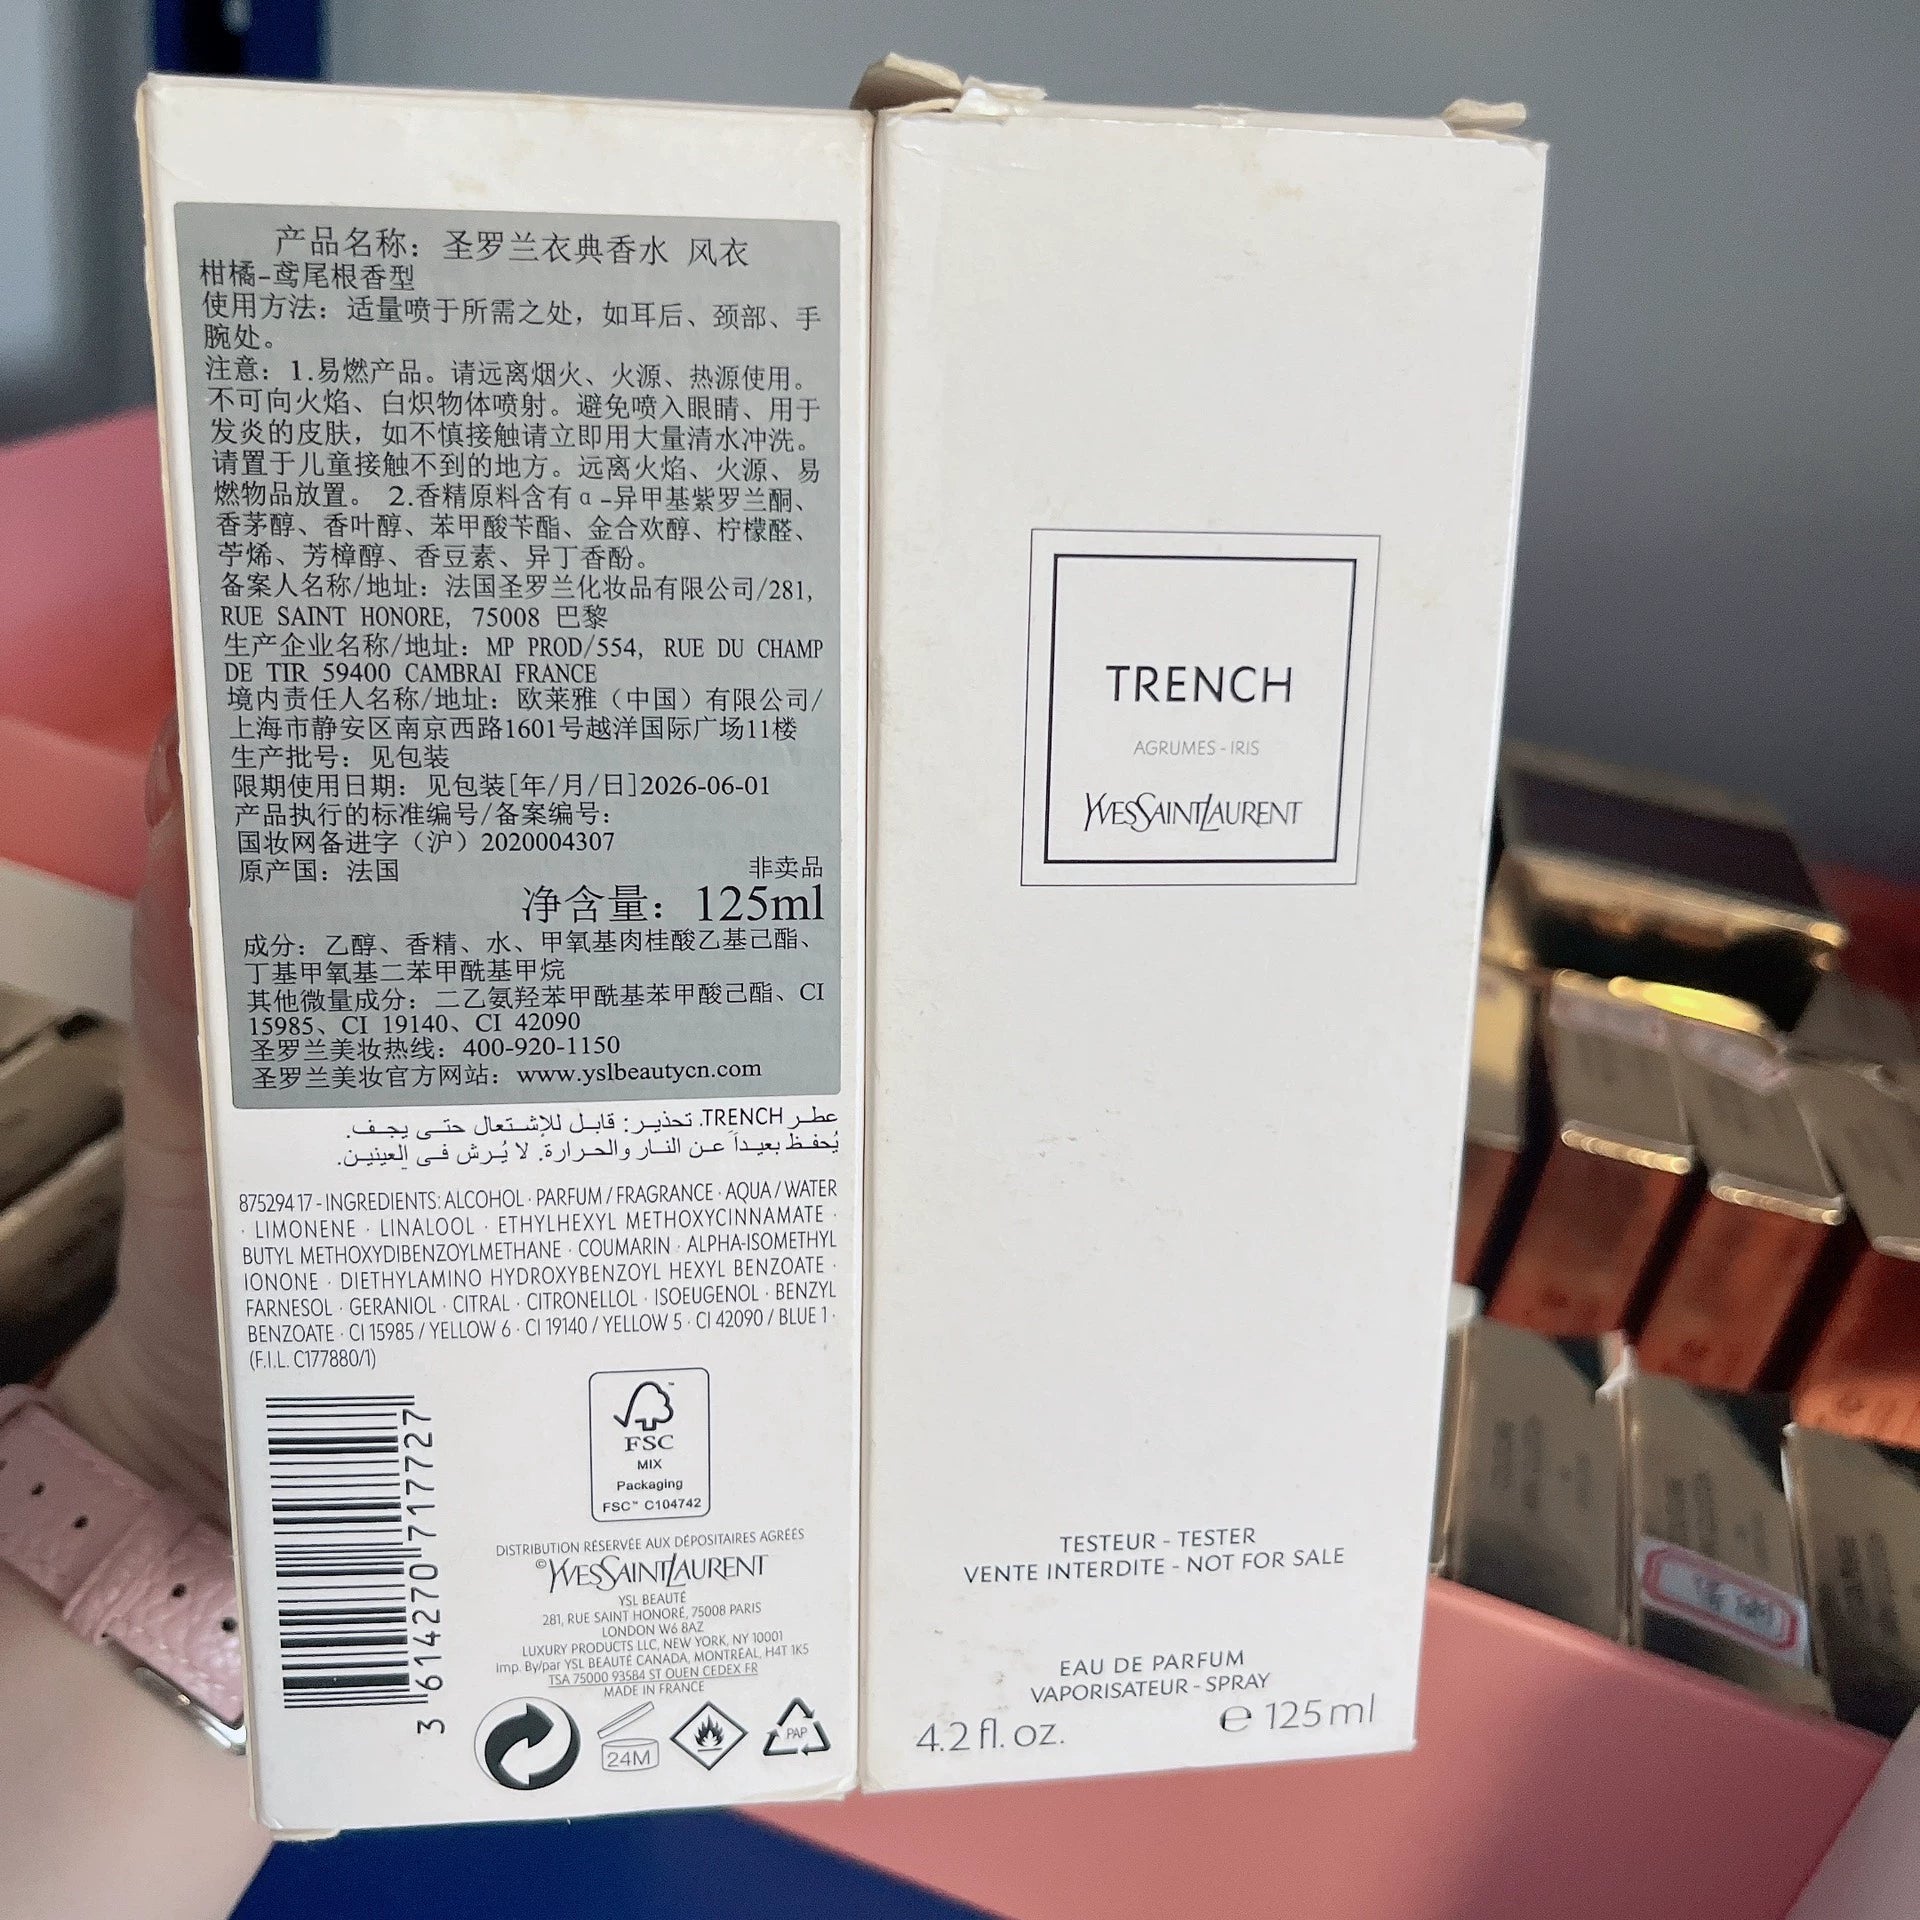 产品名称：圣罗兰衣典香水 风衣
柑橘-鸢尾根香型
使用方法：适量喷于所需之处，如耳后、颈部、手
腕处。
注意：1.易燃产品。请远离烟火、火源、热源使用。
不可向火焰、白炽物体喷射。避免喷入眼睛、用于
发炎的皮肤，如不慎接触请立即用大量清水冲洗。
请置于儿童接触不到的地方。远离火焰、火源、易
燃物品放置。 2.香精原料含有α-异甲基紫罗兰酮、
香茅醇、香叶醇、苯甲酸苄酯、金合欢醇、柠檬醛、
苧烯、芳樟醇、香豆素、异丁香酚。
备案人名称/地址：法国圣罗兰化妆品有限公司/281,
RUE SAINT HONORE, 75008 巴黎
生产企业名称/地址：MP PROD/554, RUE DU CHAMP
DE TIR 59400 CAMBRAI FRANCE
境内责任人名称/地址：欧莱雅（中国）有限公司/
上海市静安区南京西路1601号越洋国际广场11楼
生产批号：见包装
限期使用日期：见包装[年/月/日]2026-06-01
产品执行的标准编号/备案编号：
国妆网备进字（沪）2020004307
原产国：法国 非卖品
净含量：125ml
成分：乙醇、香精、水、甲氧基肉桂酸乙基己酯、
丁基甲氧基二苯甲酰基甲烷
其他微量成分：二乙氨羟苯甲酰基苯甲酸己酯、CI
15985、CI 19140、CI 42090
圣罗兰美妆热线：400-920-1150
圣罗兰美妆官方网站：www.yslbeautycn.com
عطر TRENCH. تحذير: قابل للإشتعال حتى يجف.
يُحفظ بعيداً عن النار والحرارة. لا يُرش في العينين.
8752941 7 - INGREDIENTS: ALCOHOL · PARFUM / FRAGRANCE · AQUA / WATER
· LIMONENE · LINALOOL · ETHYLHEXYL METHOXYCINNAMATE ·
BUTYL METHOXYDIBENZOYLMETHANE · COUMARIN · ALPHA-ISOMETHYL
IONONE · DIETHYLAMINO HYDROXYBENZOYL HEXYL BENZOATE ·
FARNESOL · GERANIOL · CITRAL · CITRONELLOL · ISOEUGENOL · BENZYL
BENZOATE · CI 15985 / YELLOW 6 · CI 19140 / YELLOW 5 · CI 42090 / BLUE 1 ·
(F.I.L. C177880/1)
3 614270 717727
FSC™
MIX
Packaging
FSC™ C104742
DISTRIBUTION RÉSERVÉE AUX DÉPOSITAIRES AGRÉÉS
©YVESSAINTLAURENT
YSL BEAUTÉ
281, RUE SAINT HONORÉ, 75008 PARIS
LONDON W6 8AZ
LUXURY PRODUCTS LLC, NEW YORK, NY 10001
Imp. By/par YSL BEAUTÉ CANADA, MONTRÉAL, H4T 1K5
TSA 75000 93584 ST OUEN CEDEX FR
MADE IN FRANCE
24M
PAP
TRENCH
AGRUMES - IRIS
YVESSAINTLAURENT
TESTEUR - TESTER
VENTE INTERDITE - NOT FOR SALE
EAU DE PARFUM
VAPORISATEUR - SPRAY
4.2 fl. oz. ℮ 125 ml